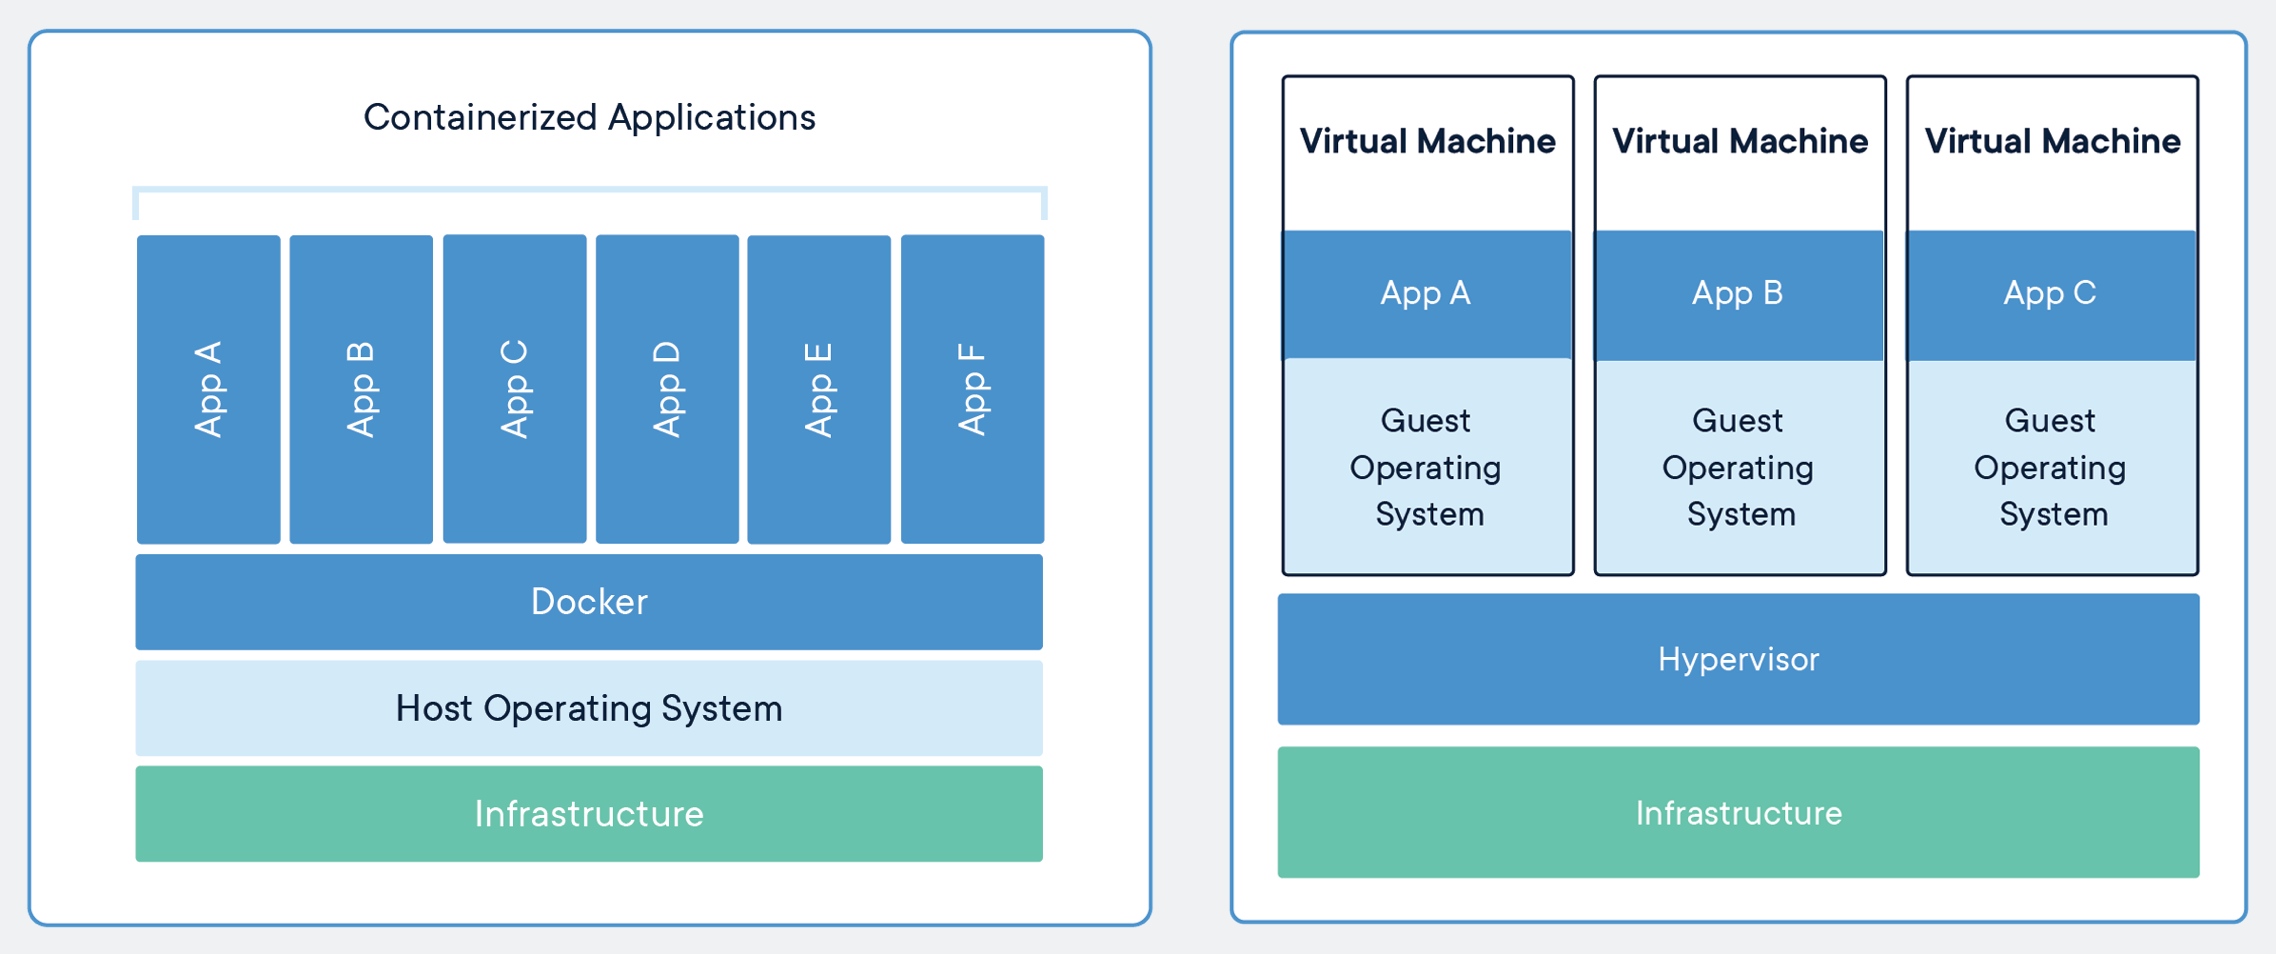 Containerized Applications
App A
App B
App C
App D
App E
App F
Docker
Host Operating System
Infrastructure
Virtual Machine
App A
Guest
Operating
System
Virtual Machine
App B
Guest
Operating
System
Virtual Machine
App C
Guest
Operating
System
Hypervisor
Infrastructure